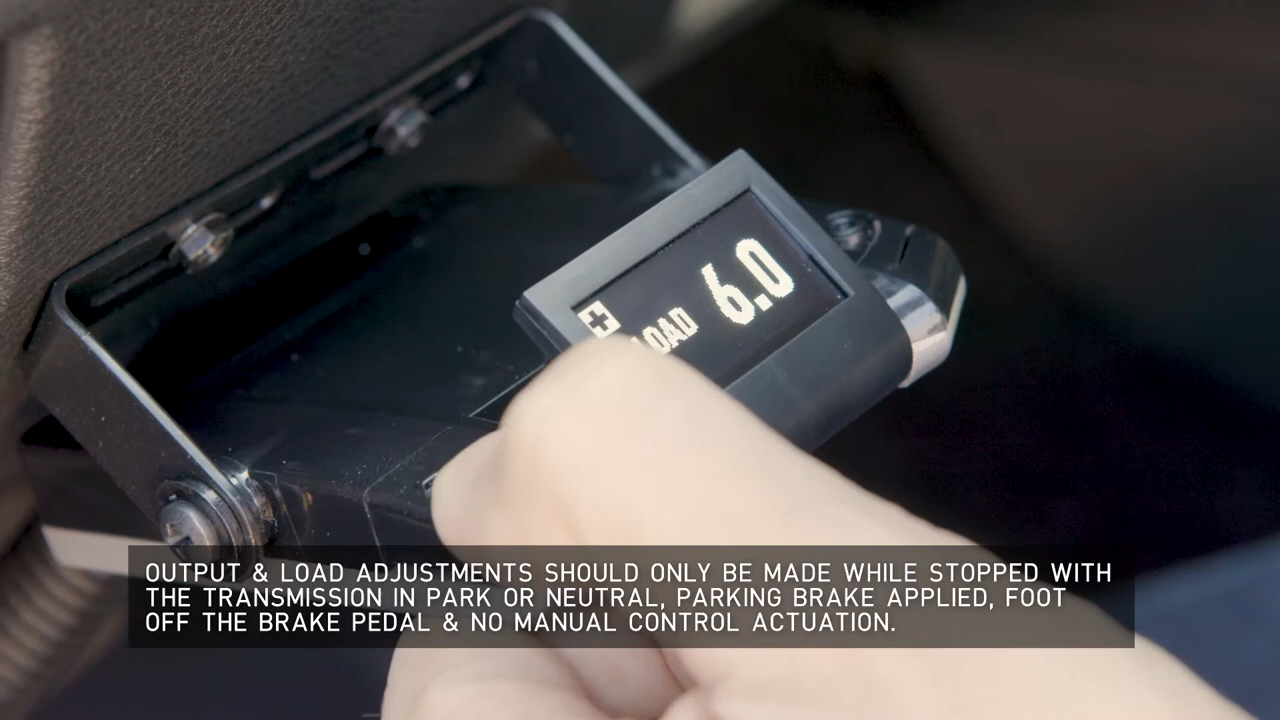 LOAD 6.0
OUTPUT & LOAD ADJUSTMENTS SHOULD ONLY BE MADE WHILE STOPPED WITH
THE TRANSMISSION IN PARK OR NEUTRAL, PARKING BRAKE APPLIED, FOOT
OFF THE BRAKE PEDAL & NO MANUAL CONTROL ACTUATION.